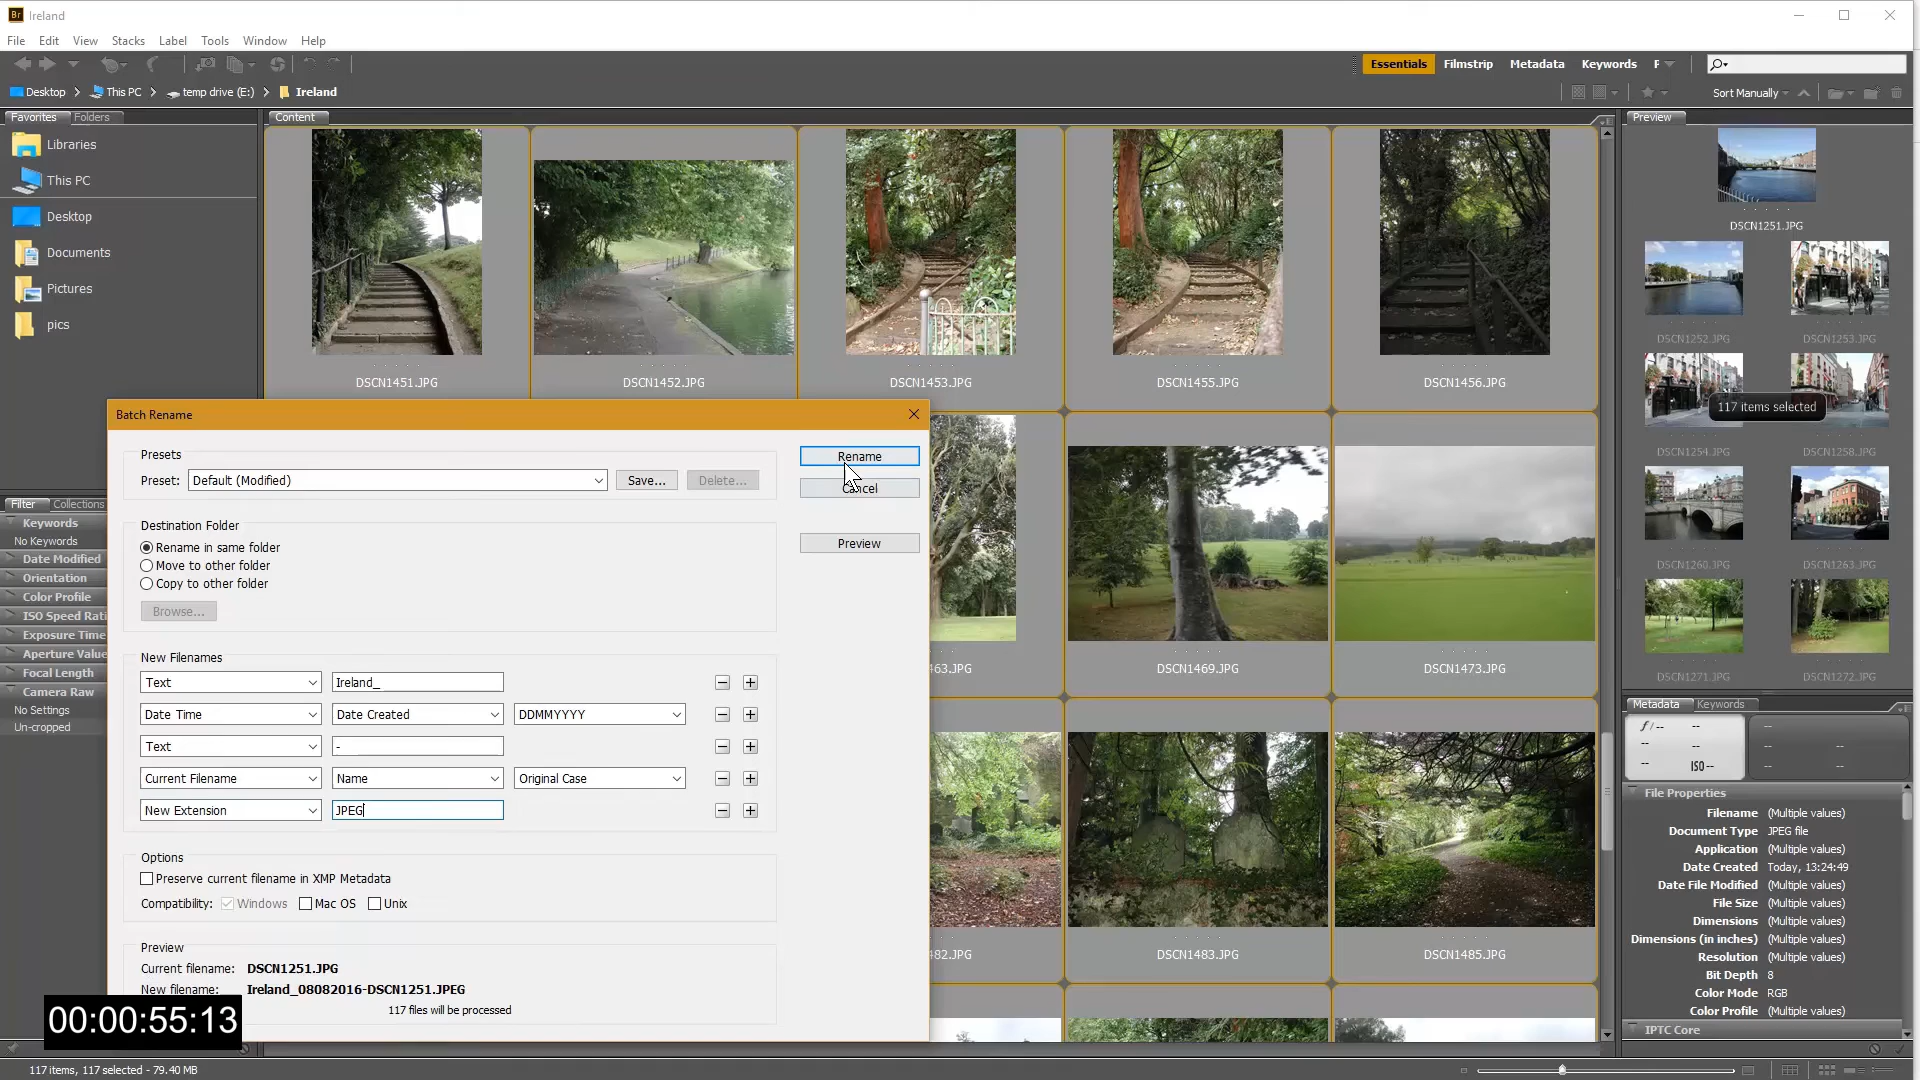 Br Ireland
File Edit View Stacks Label Tools Window Help
Essentials Filmstrip Metadata Keywords F
Desktop This PC temp drive (E:) Ireland
Sort Manually
Favorites Folders
Libraries
This PC
Desktop
Documents
Pictures
pics
Filter Collections
Keywords
No Keywords
Date Modified
Orientation
Color Profile
ISO Speed Rati
Exposure Time
Aperture Value
Focal Length
Camera Raw
No Settings
Un-cropped
Content
DSCN1451.JPG DSCN1452.JPG DSCN1453.JPG DSCN1455.JPG DSCN1456.JPG
463.JPG DSCN1469.JPG DSCN1473.JPG
482.JPG DSCN1483.JPG DSCN1485.JPG
Batch Rename
Presets
Preset: Default (Modified) Save... Delete...
Rename
Cancel
Preview
Destination Folder
Rename in same folder
Move to other folder
Copy to other folder
Browse...
New Filenames
Text Ireland_
Date Time Date Created DDMMYYYY
Text -
Current Filename Name Original Case
New Extension JPEG
Options
Preserve current filename in XMP Metadata
Compatibility: Windows Mac OS Unix
Preview
Current filename: DSCN1251.JPG
New filename: Ireland_08082016-DSCN1251.JPEG
117 files will be processed
00:00:55:13
Preview
DSCN1251.JPG
DSCN1252.JPG DSCN1253.JPG
117 items selected
DSCN1254.JPG DSCN1258.JPG
DSCN1260.JPG DSCN1263.JPG
DSCN1271.JPG DSCN1272.JPG
Metadata Keywords
f/-- -- -- 
-- -- -- --
-- ISO-- -- --
File Properties
Filename (Multiple values)
Document Type JPEG file
Application (Multiple values)
Date Created Today, 13:24:49
Date File Modified (Multiple values)
File Size (Multiple values)
Dimensions (Multiple values)
Dimensions (in inches) (Multiple values)
Resolution (Multiple values)
Bit Depth 8
Color Mode RGB
Color Profile (Multiple values)
IPTC Core
117 items, 117 selected - 79.40 MB